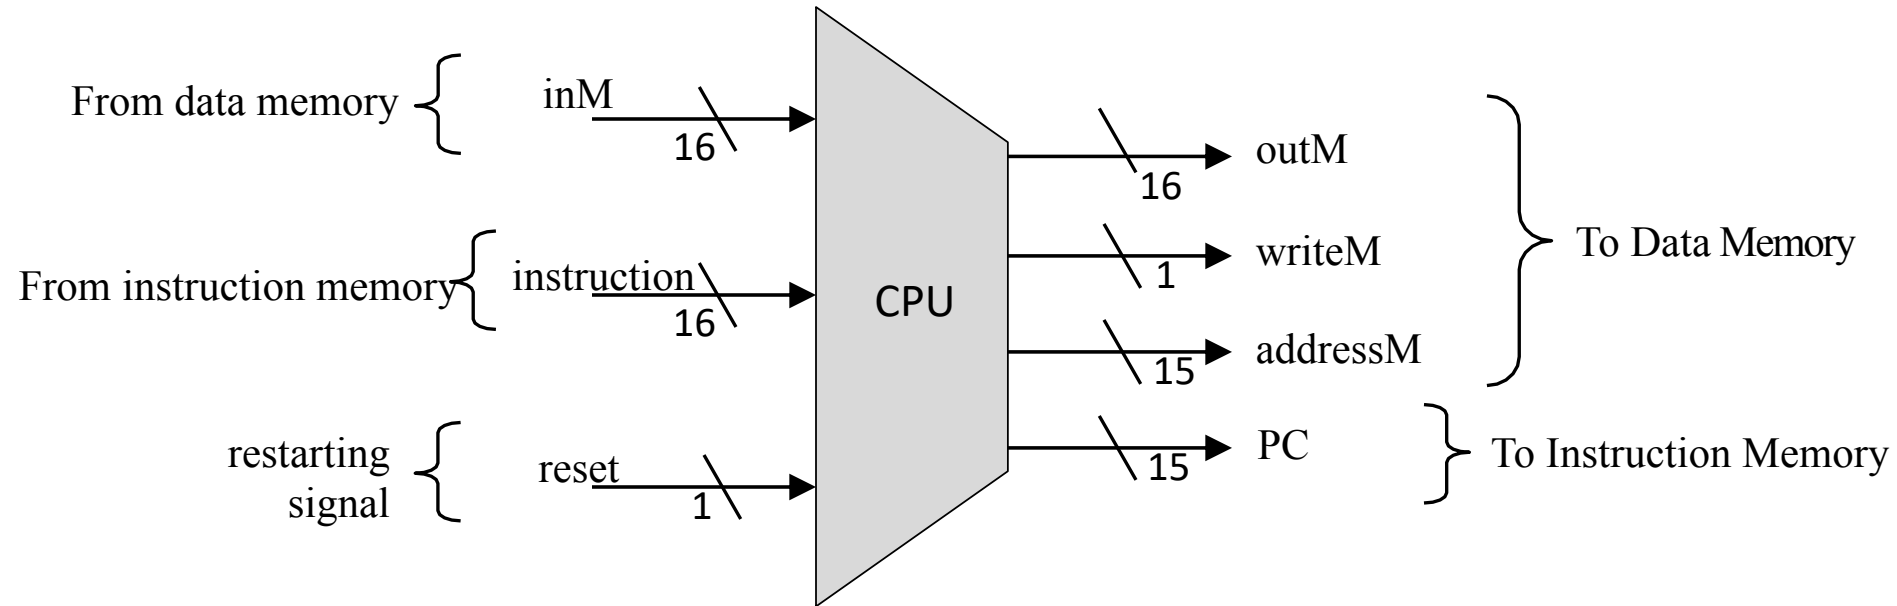 From data memory
inM
16
From instruction memory
instruction
16
restarting
signal
reset
1
CPU
outM
16
writeM
1
addressM
15
PC
15
To Data Memory
To Instruction Memory